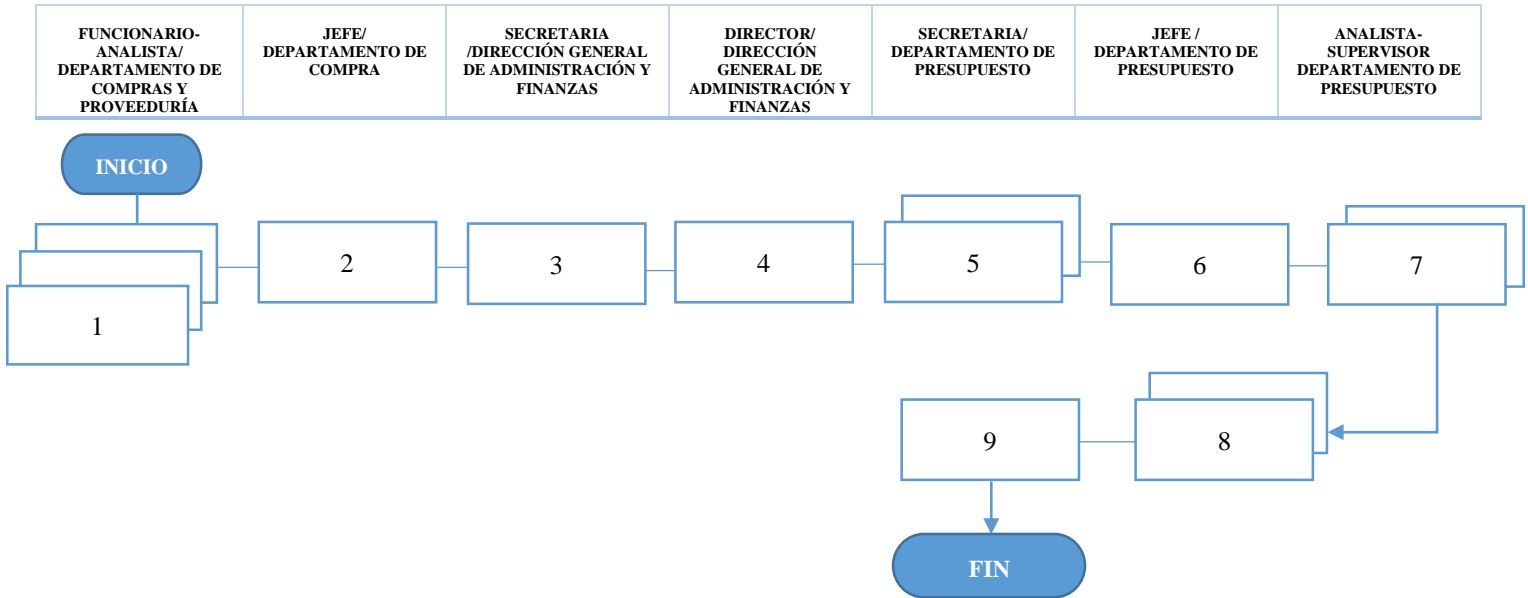 FUNCIONARIO-
ANALISTA/
DEPARTAMENTO DE
COMPRAS Y
PROVEEDURÍA
JEFE/
DEPARTAMENTO DE
COMPRA
SECRETARIA
/DIRECCIÓN GENERAL
DE ADMINISTRACIÓN Y
FINANZAS
DIRECTOR/
DIRECCIÓN
GENERAL DE
ADMINISTRACIÓN Y
FINANZAS
SECRETARIA/
DEPARTAMENTO DE
PRESUPUESTO
JEFE /
DEPARTAMENTO DE
PRESUPUESTO
ANALISTA-
SUPERVISOR
DEPARTAMENTO DE
PRESUPUESTO
INICIO
1
2
3
4
5
6
7
8
9
FIN